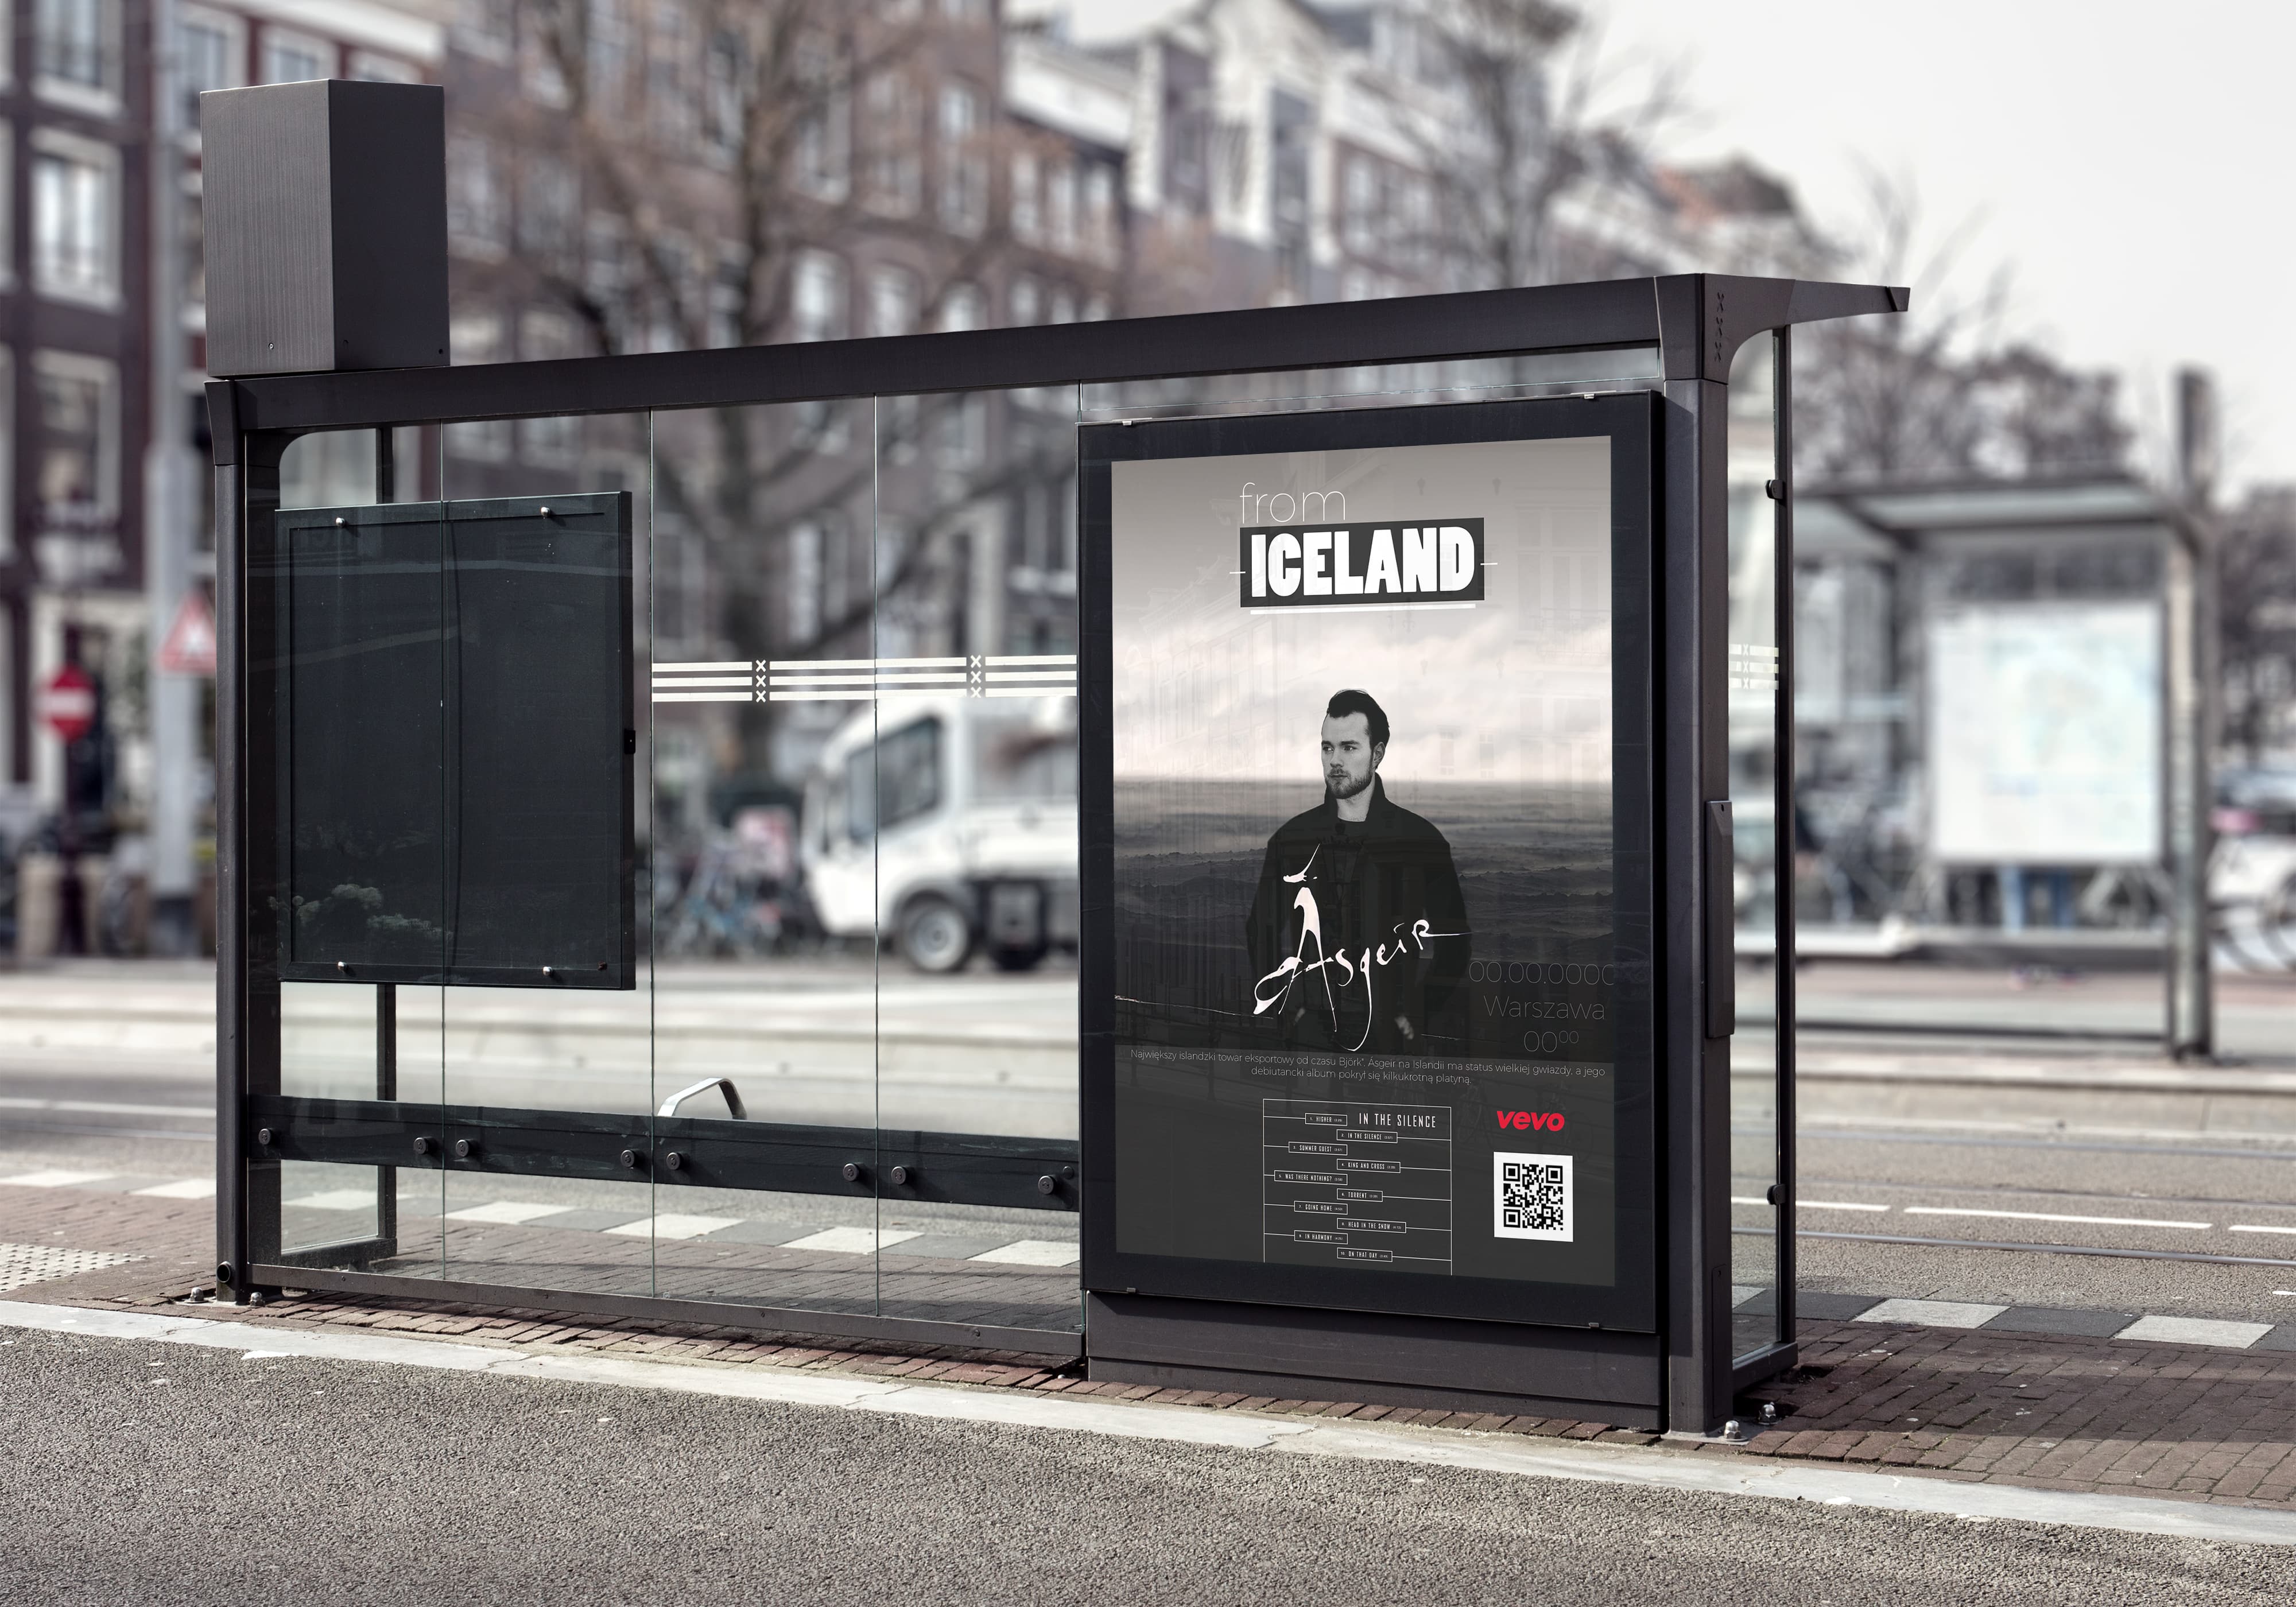 from
ICELAND
Ásgeir
00.00.0000
Warszawa
00⁰⁰
Największy islandzki towar eksportowy od czasu Björk". Ásgeir na Islandii ma status wielkiej gwiazdy, a jego
debiutancki album pokrył się kilkukrotną platyną.
IN THE SILENCE
1. HIGHER
2. IN THE SILENCE
3. SUMMER GUEST
4. KING AND CROSS
5. WAS THERE NOTHING?
6. TORRENT
7. GOING HOME
8. HEAD IN THE SNOW
9. IN HARMONY
10. ON THAT DAY
vevo